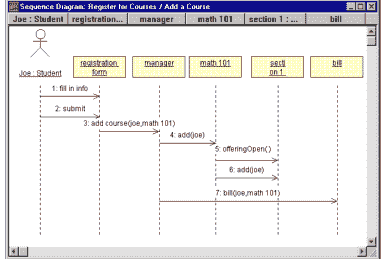 Sequence Diagram: Register for Courses / Add a Course
Joe : Student registration... manager math 101 section 1 : ... bill
Joe : Student
registration
form
manager
math 101
secti
on 1
bill
1: fill in info
2: submit
3: add course(joe,math 101)
4: add(joe)
5: offeringOpen()
6: add(joe)
7: bill(joe,math 101)